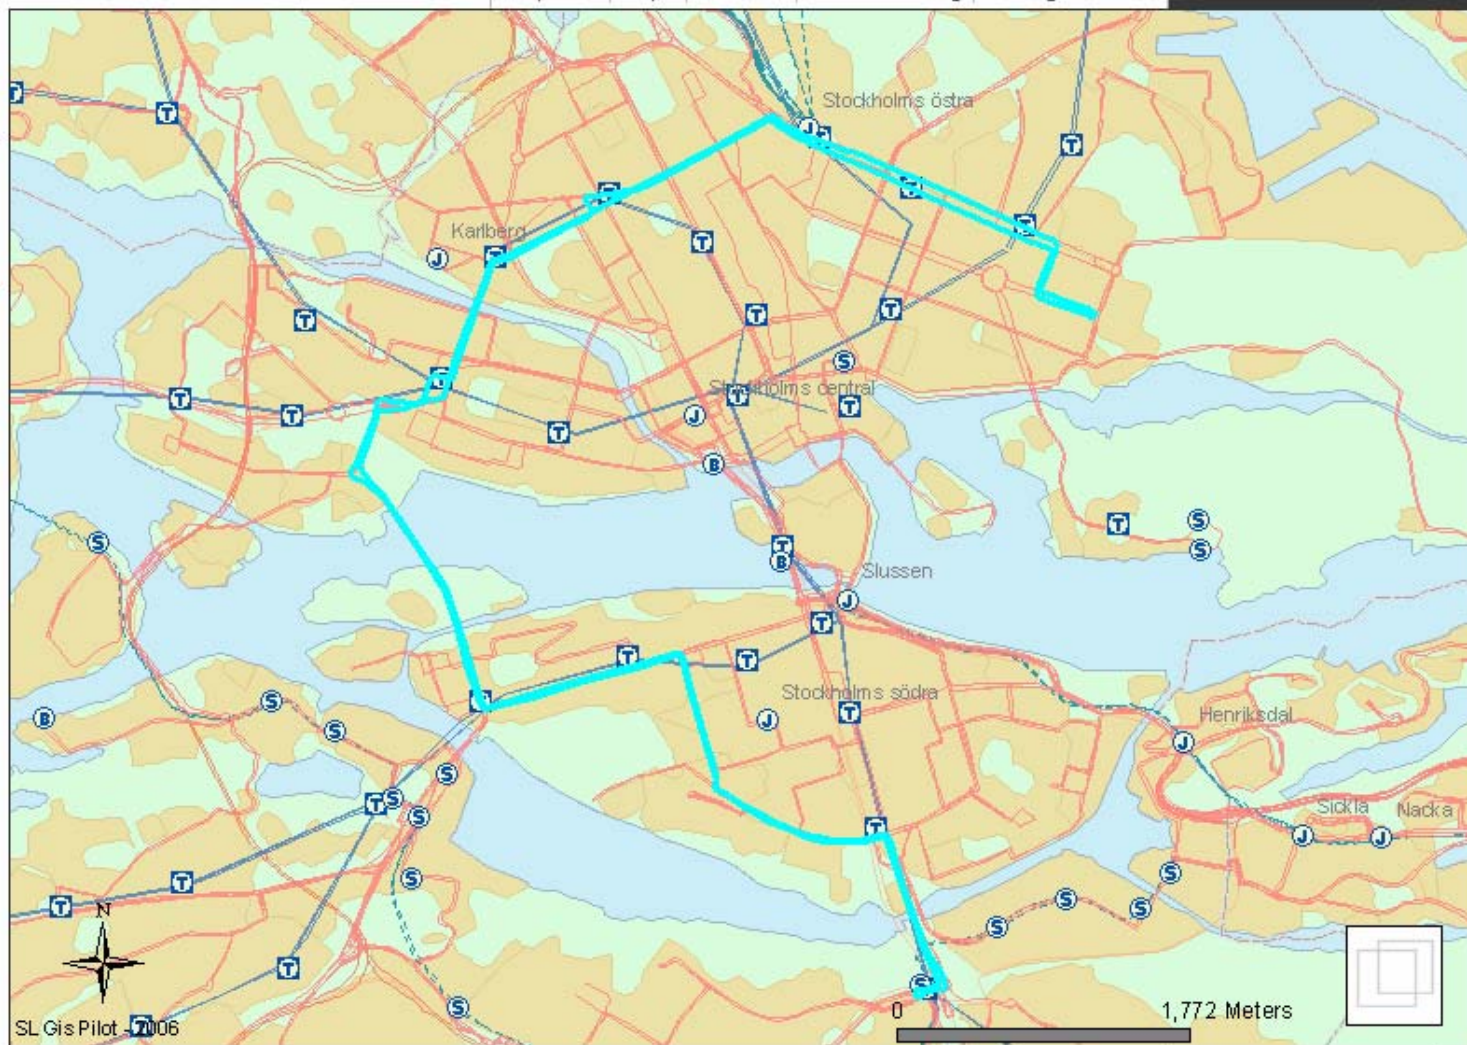 Stockholms östra
Karlberg
Stockholms central
Slussen
Stockholms södra
Henriksdal
Sickla
Nacka
N
0
1,772 Meters
SL Gis Pilot - 2006
T
J
S
B